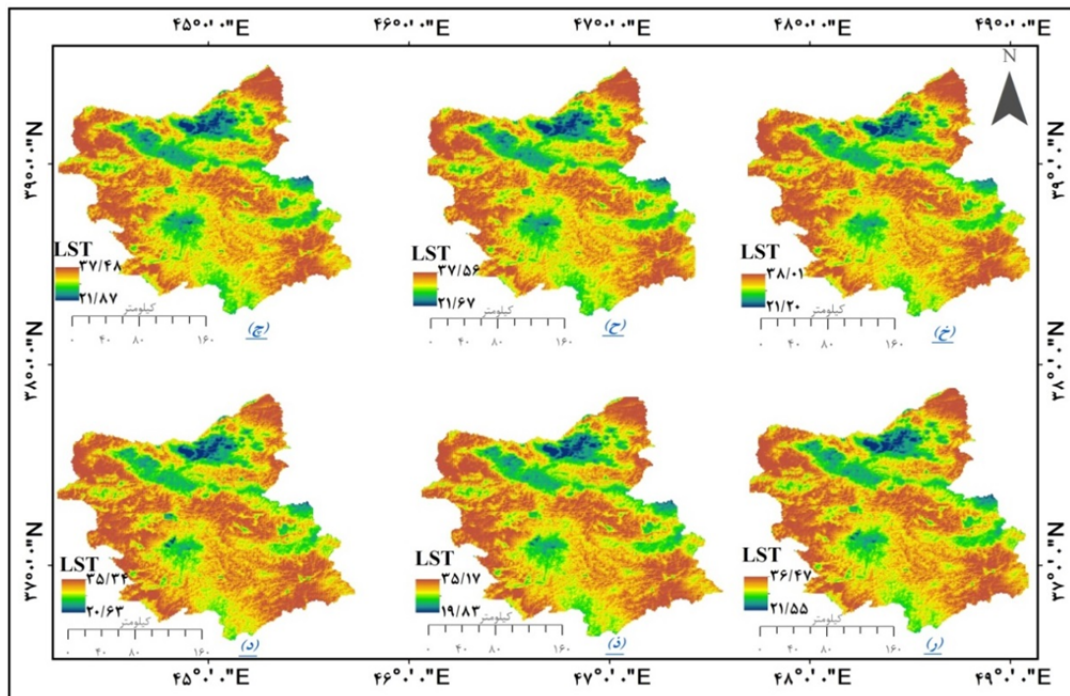 ۴۵°۰'۰"E ۴۶°۰'۰"E ۴۷°۰'۰"E ۴۸°۰'۰"E ۴۹°۰'۰"E
N
۳۹°۰'۰"N
۳۹°۰'۰"N
LST
۳۷/۴۸
۲۱/۸۷
کیلومتر
۰ ۴۰ ۸۰ ۱۶۰
(چ)
LST
۳۷/۵۶
۲۱/۶۷
کیلومتر
۰ ۴۰ ۸۰ ۱۶۰
(ح)
LST
۳۸/۰۱
۲۱/۲۰
کیلومتر
۰ ۴۰ ۸۰ ۱۶۰
(خ)
۳۸°۰'۰"N
۳۸°۰'۰"N
۳۷°۰'۰"N
۳۸°۰'۰"N
LST
۳۵/۳۴
۲۰/۶۳
کیلومتر
۰ ۴۰ ۸۰ ۱۶۰
(د)
LST
۳۵/۱۷
۱۹/۸۳
کیلومتر
۰ ۴۰ ۸۰ ۱۶۰
(ذ)
LST
۳۶/۴۷
۲۱/۵۵
کیلومتر
۰ ۴۰ ۸۰ ۱۶۰
(ر)
۴۵°۰'۰"E ۴۶°۰'۰"E ۴۷°۰'۰"E ۴۸°۰'۰"E ۴۹°۰'۰"E